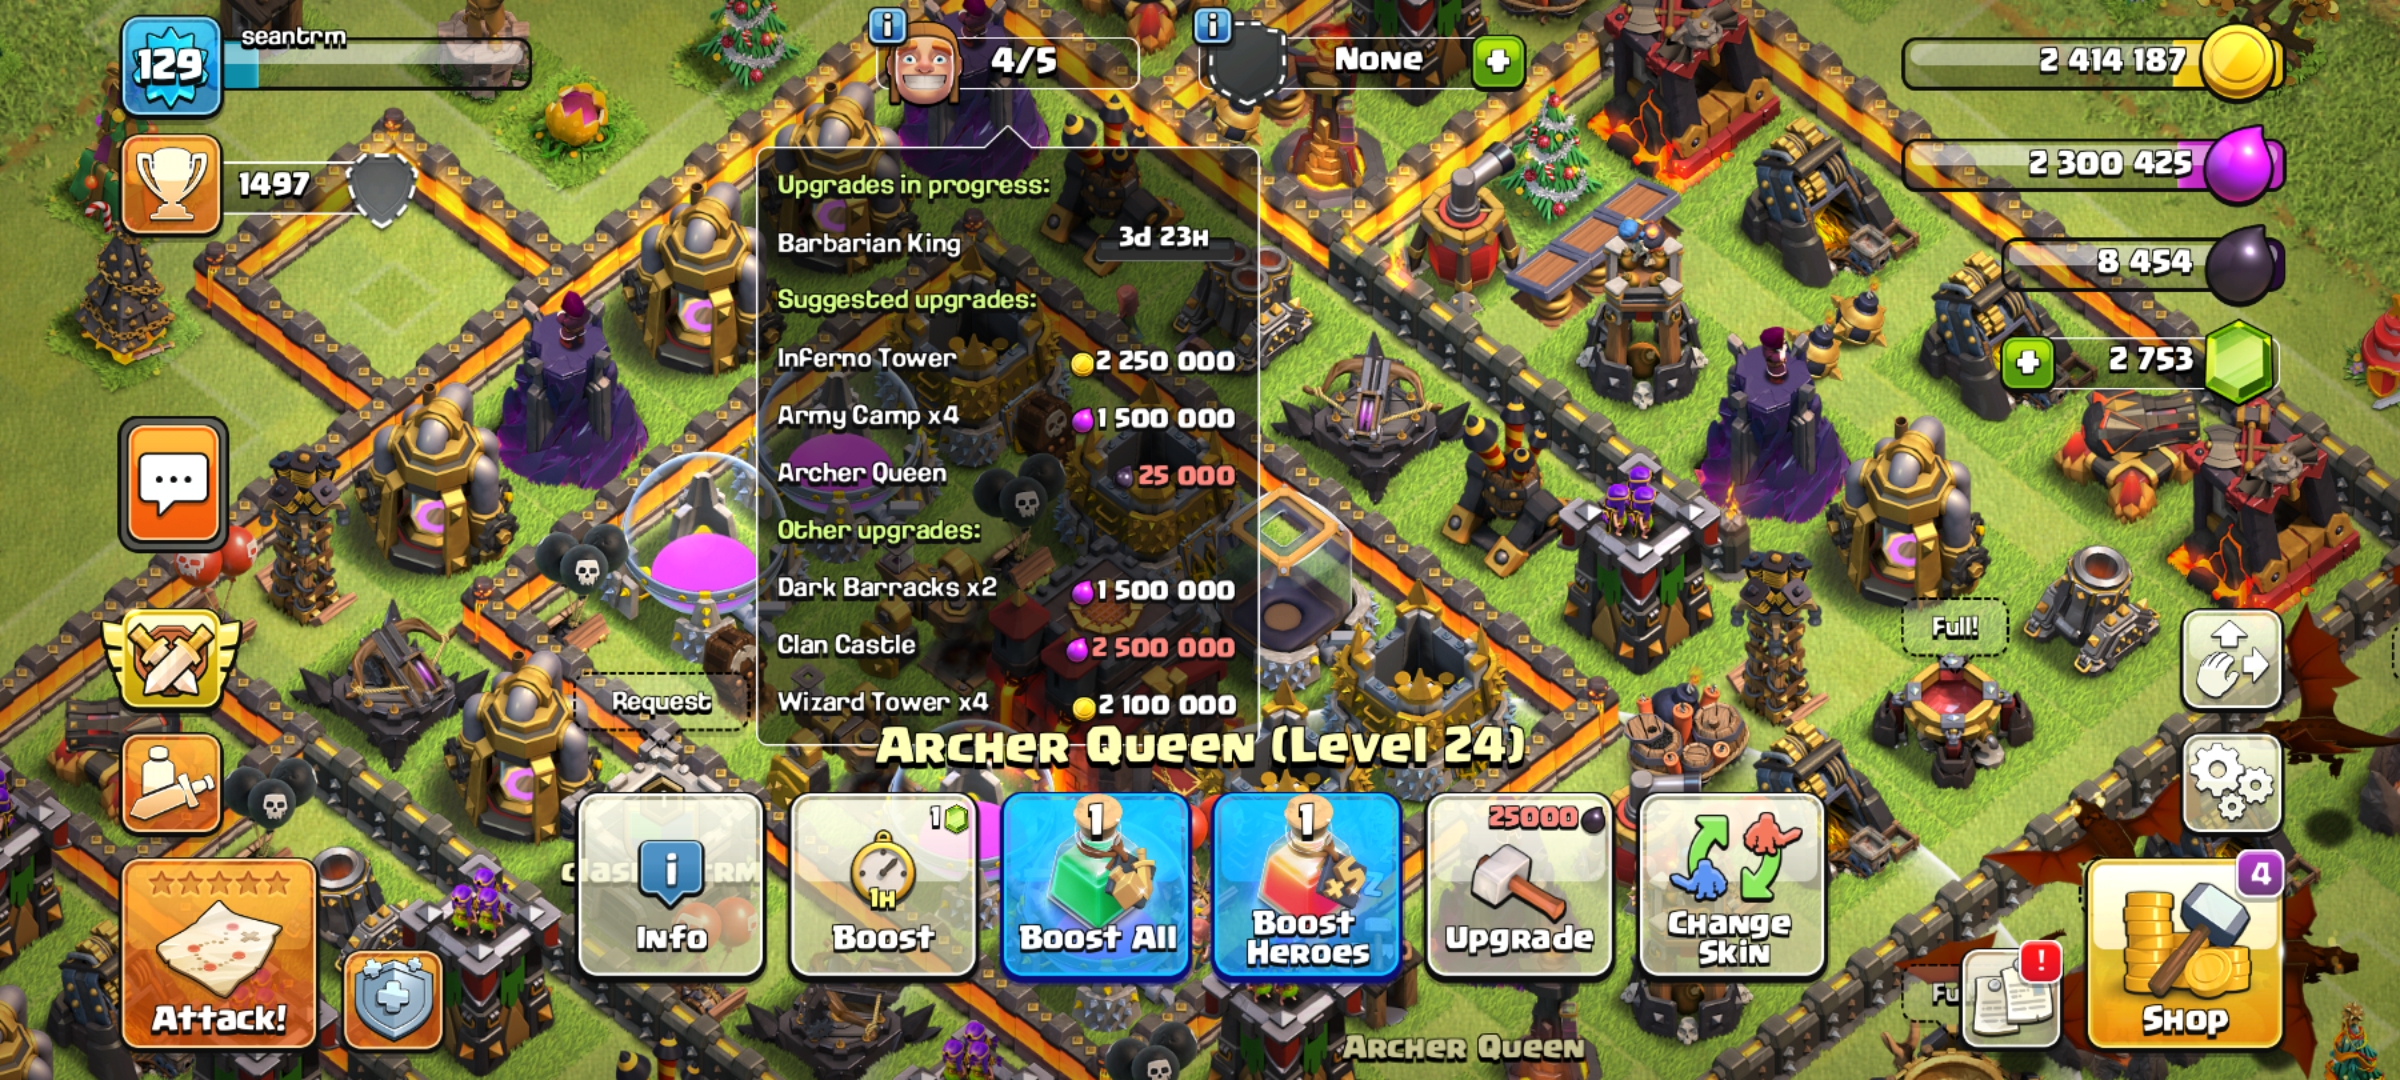 129
seantrm
4/5
None
2 414 187
1497
2 300 425
8 454
2 753
Upgrades in progress:
Barbarian King 3d 23H
Suggested upgrades:
Inferno Tower 2 250 000
Army Camp x4 1 500 000
Archer Queen 25 000
Other upgrades:
Dark Barracks x2 1 500 000
Clan Castle 2 500 000
Wizard Tower x4 2 100 000
Full!
Request
Archer Queen (Level 24)
Info
1
1H
Boost
1
Boost All
1
+5
Boost
Heroes
25000
Upgrade
Change
Skin
Attack!
4
Shop
!
Archer Queen